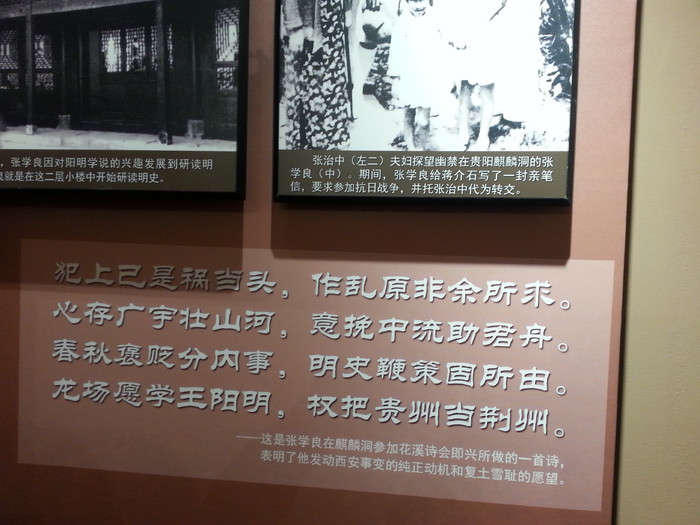 ，张学良因对阳明学说的兴趣发展到研读明
良就是在这二层小楼中开始研读明史。
张治中（左二）夫妇探望幽禁在贵阳麒麟洞的张
学良（中）。期间，张学良给蒋介石写了一封亲笔
信，要求参加抗日战争，并托张治中代为转交。
犯上已是祸当头，作乱原非余所求。
心存广宇壮山河，意挽中流助君舟。
春秋褒贬分内事，明史鞭策固所由。
龙场愿学王阳明，权把贵州当荆州。
——这是张学良在麒麟洞参加花溪诗会即兴所做的一首诗，
表明了他发动西安事变的纯正动机和复土雪耻的愿望。